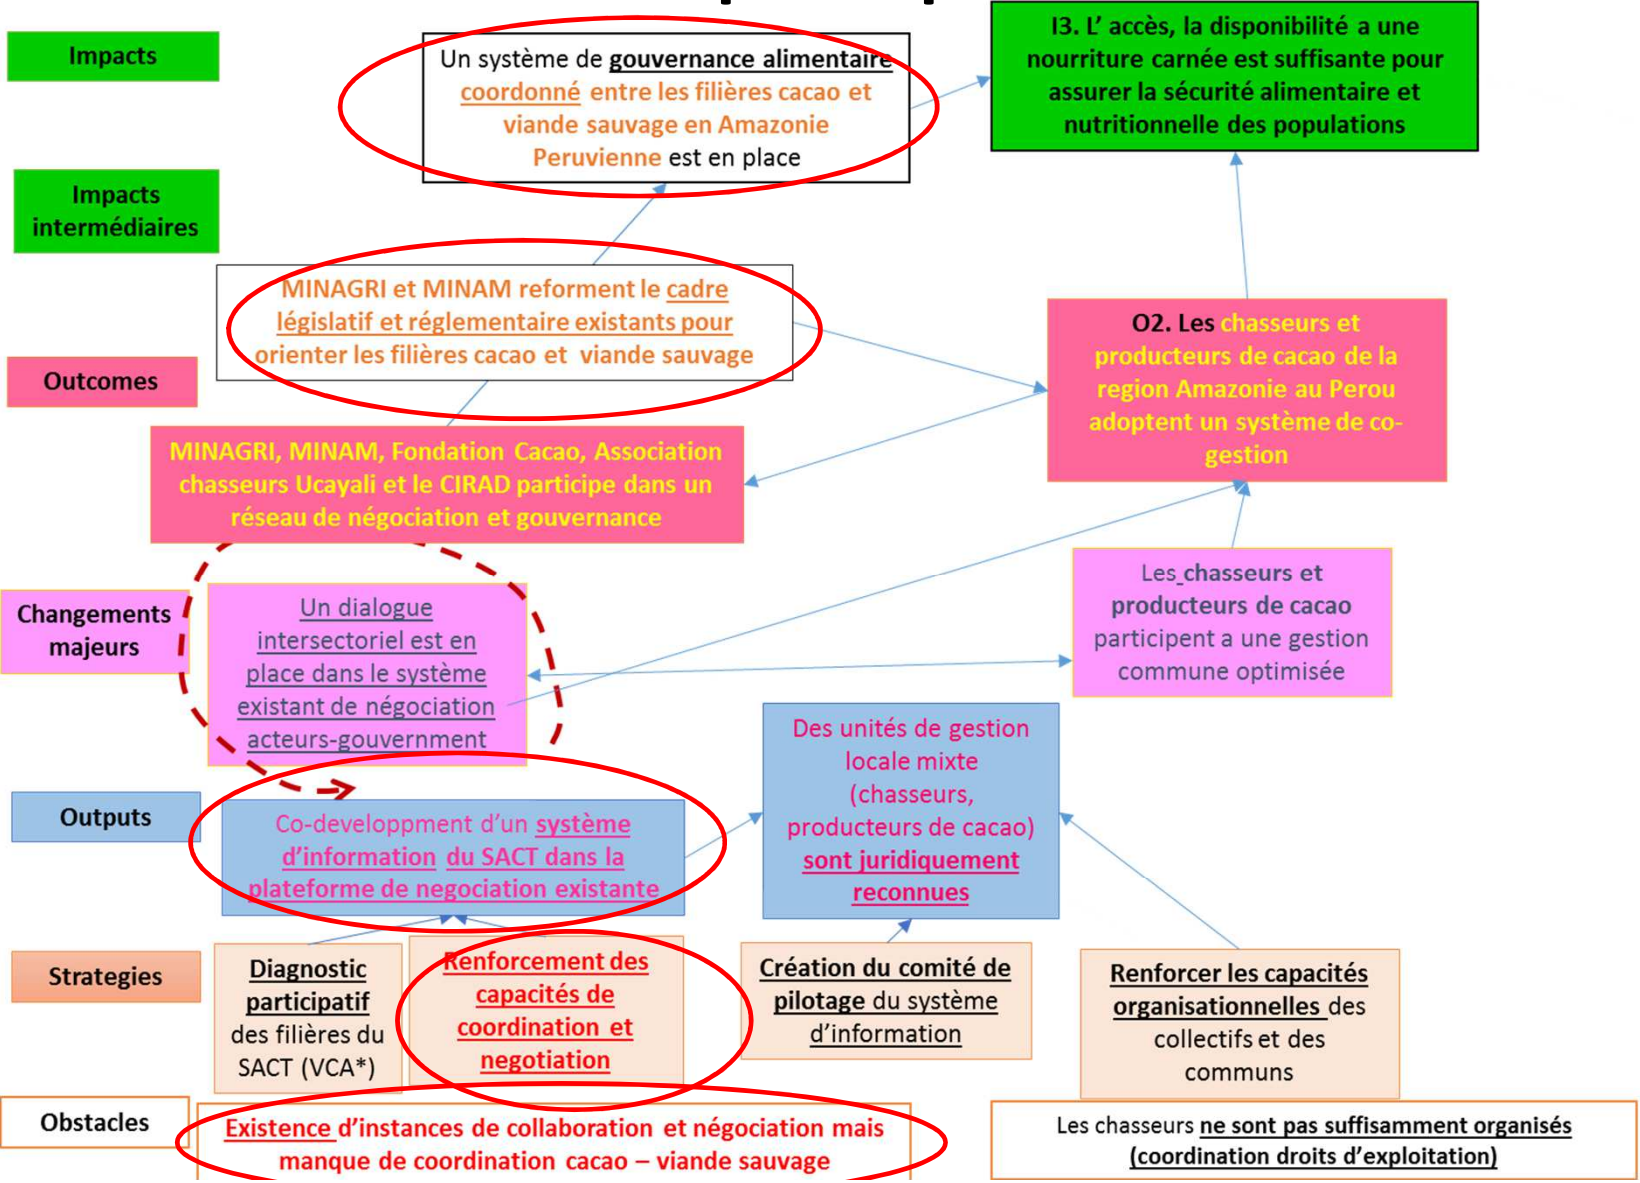 Impacts
Un système de gouvernance alimentaire
coordonné entre les filières cacao et
viande sauvage en Amazonie
Peruvienne est en place
I3. L’ accès, la disponibilité a une
nourriture carnée est suffisante pour
assurer la sécurité alimentaire et
nutritionnelle des populations
Impacts
intermédiaires
MINAGRI et MINAM reforment le cadre
législatif et réglementaire existants pour
orienter les filières cacao et viande sauvage
O2. Les chasseurs et
producteurs de cacao de la
region Amazonie au Perou
adoptent un système de co-
gestion
Outcomes
MINAGRI, MINAM, Fondation Cacao, Association
chasseurs Ucayali et le CIRAD participe dans un
réseau de négociation et gouvernance
Changements
majeurs
Un dialogue
intersectoriel est en
place dans le système
existant de négociation
acteurs-gouvernment
Les chasseurs et
producteurs de cacao
participent a une gestion
commune optimisée
Outputs
Co-developpment d’un système
d’information du SACT dans la
plateforme de negociation existante
Des unités de gestion
locale mixte
(chasseurs,
producteurs de cacao)
sont juridiquement
reconnues
Strategies
Diagnostic
participatif
des filières du
SACT (VCA*)
Renforcement des
capacités de
coordination et
negotiation
Création du comité de
pilotage du système
d’information
Renforcer les capacités
organisationnelles des
collectifs et des
communs
Obstacles
Existence d’instances de collaboration et négociation mais
manque de coordination cacao – viande sauvage
Les chasseurs ne sont pas suffisamment organisés
(coordination droits d’exploitation)